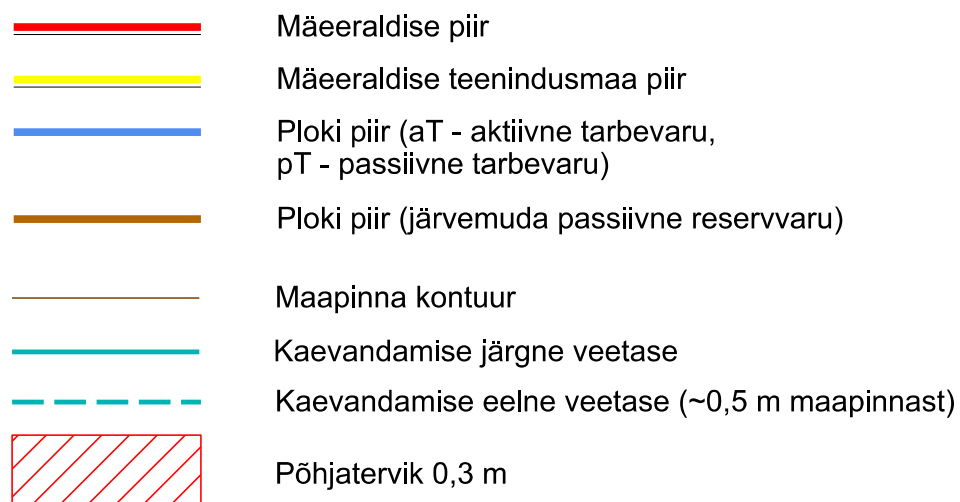 Mäeeraldise piir
Mäeeraldise teenindusmaa piir
Ploki piir (aT - aktiivne tarbevaru,
pT - passiivne tarbevaru)
Ploki piir (järvemuda passiivne reservvaru)
Maapinna kontuur
Kaevandamise järgne veetase
Kaevandamise eelne veetase (~0,5 m maapinnast)
Põhjatervik 0,3 m